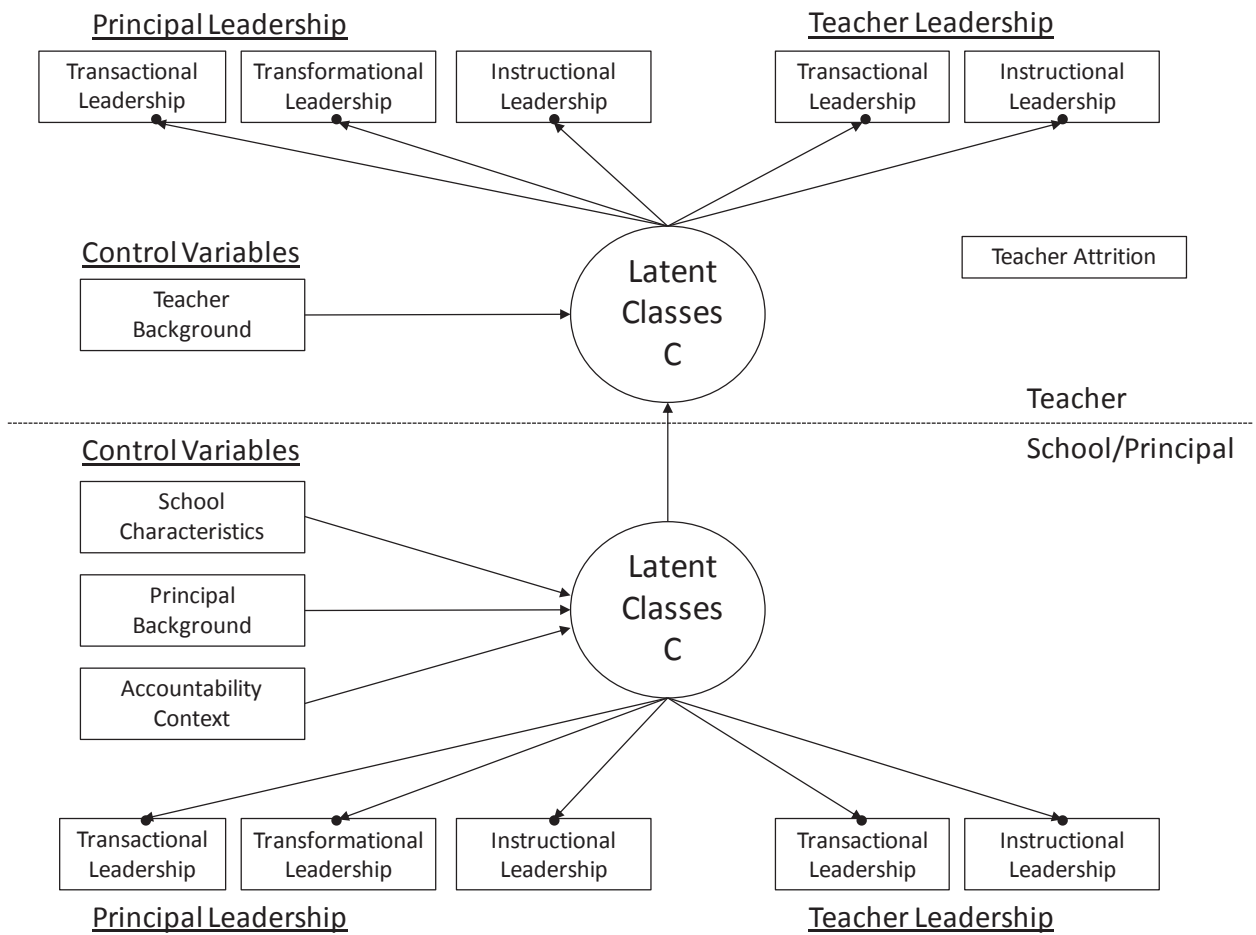 Principal Leadership
Teacher Leadership
Transactional
Leadership
Transformational
Leadership
Instructional
Leadership
Transactional
Leadership
Instructional
Leadership
Control Variables
Teacher
Background
Latent
Classes
C
Teacher Attrition
Teacher
School/Principal
Control Variables
School
Characteristics
Principal
Background
Accountability
Context
Latent
Classes
C
Transactional
Leadership
Transformational
Leadership
Instructional
Leadership
Transactional
Leadership
Instructional
Leadership
Principal Leadership
Teacher Leadership